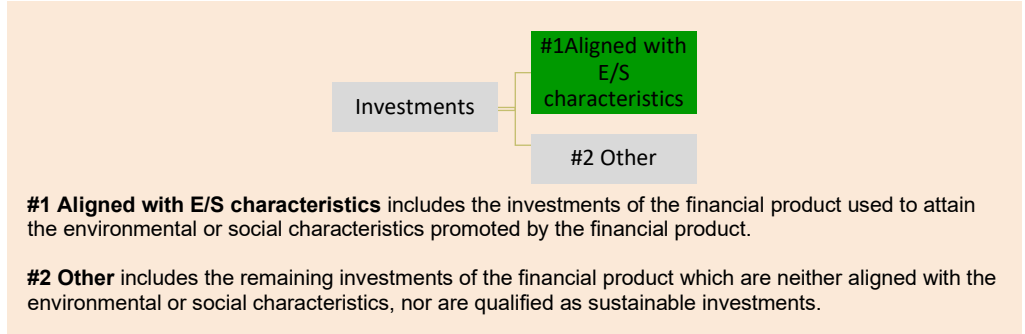 #1Aligned with
E/S
characteristics
Investments
#2 Other
#1 Aligned with E/S characteristics includes the investments of the financial product used to attain
the environmental or social characteristics promoted by the financial product.
#2 Other includes the remaining investments of the financial product which are neither aligned with the
environmental or social characteristics, nor are qualified as sustainable investments.